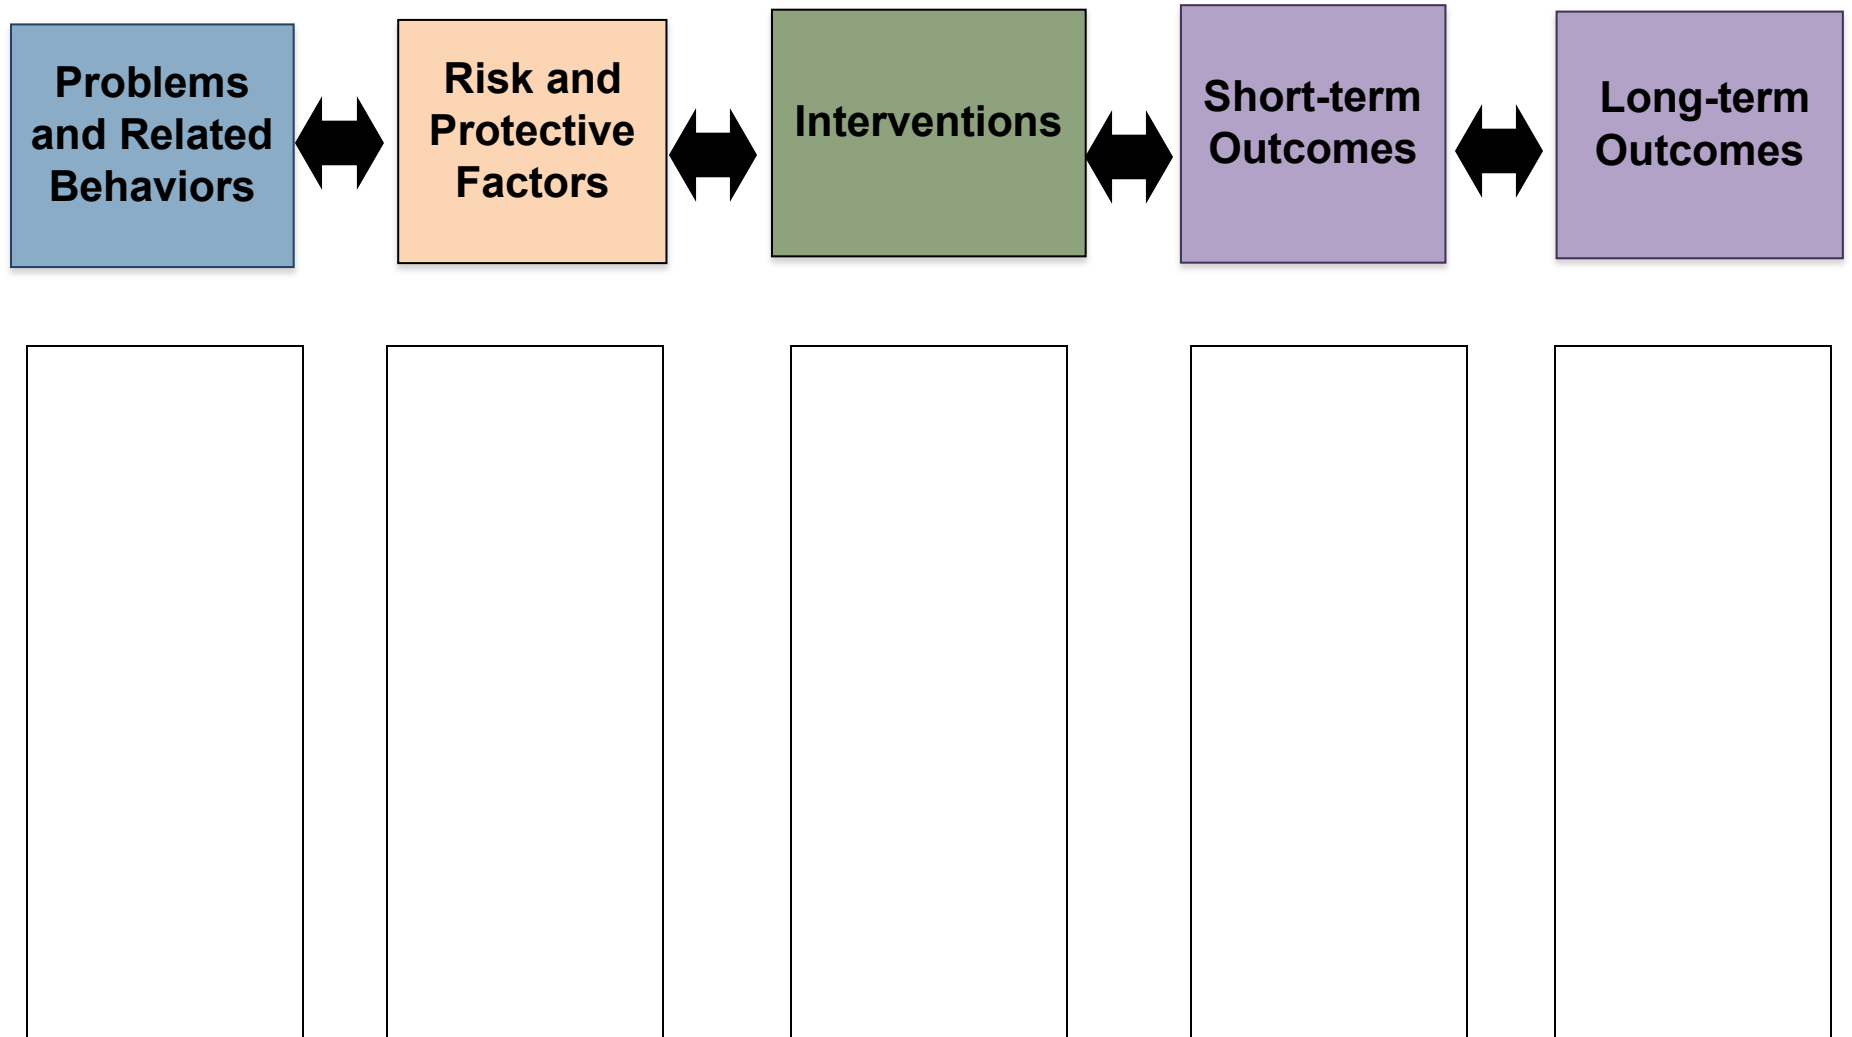 Problems
and Related
Behaviors
Risk and
Protective
Factors
Interventions
Short-term
Outcomes
Long-term
Outcomes